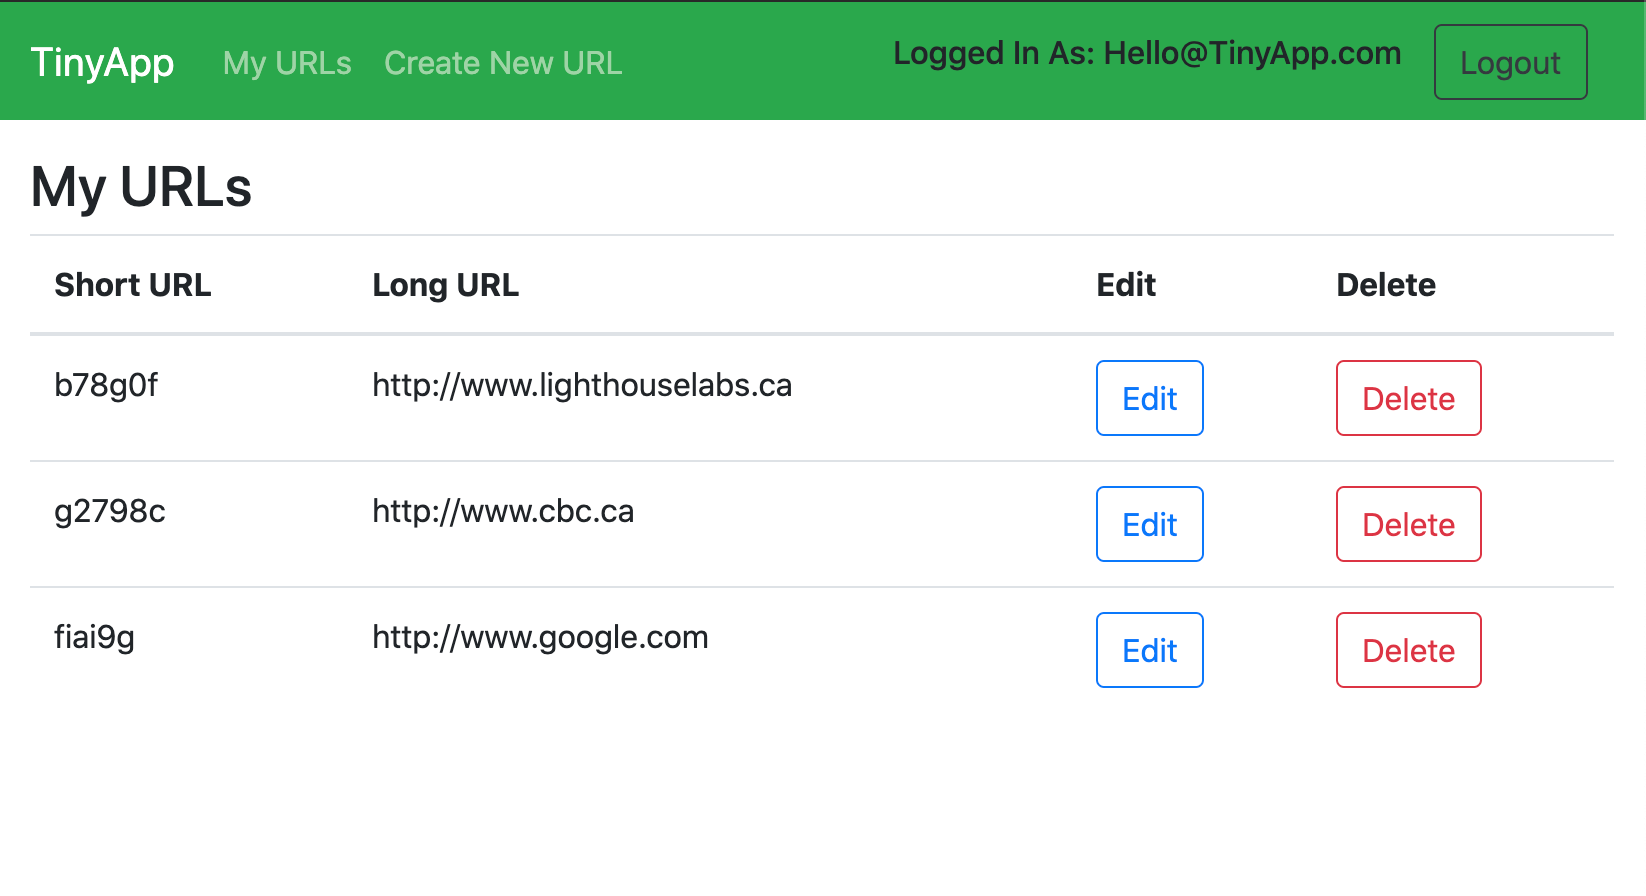 TinyApp My URLs Create New URL Logged In As: Hello@TinyApp.com Logout
My URLs
Short URL Long URL Edit Delete
b78g0f http://www.lighthouselabs.ca Edit Delete
g2798c http://www.cbc.ca Edit Delete
fiai9g http://www.google.com Edit Delete